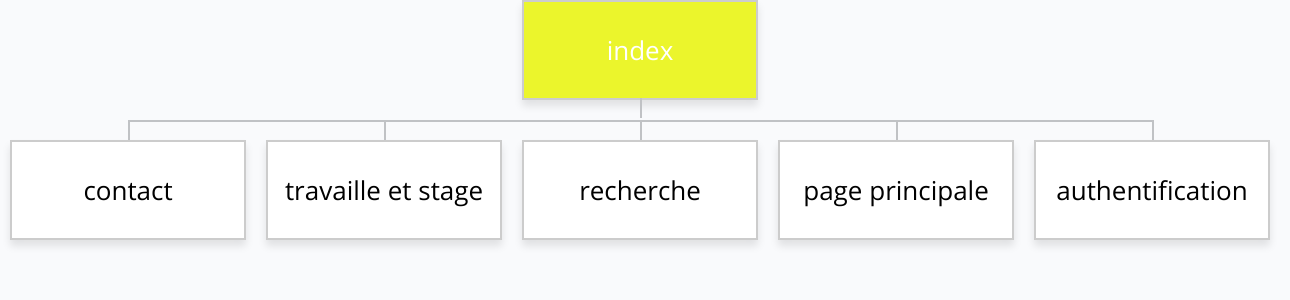 index
contact
travaille et stage
recherche
page principale
authentification